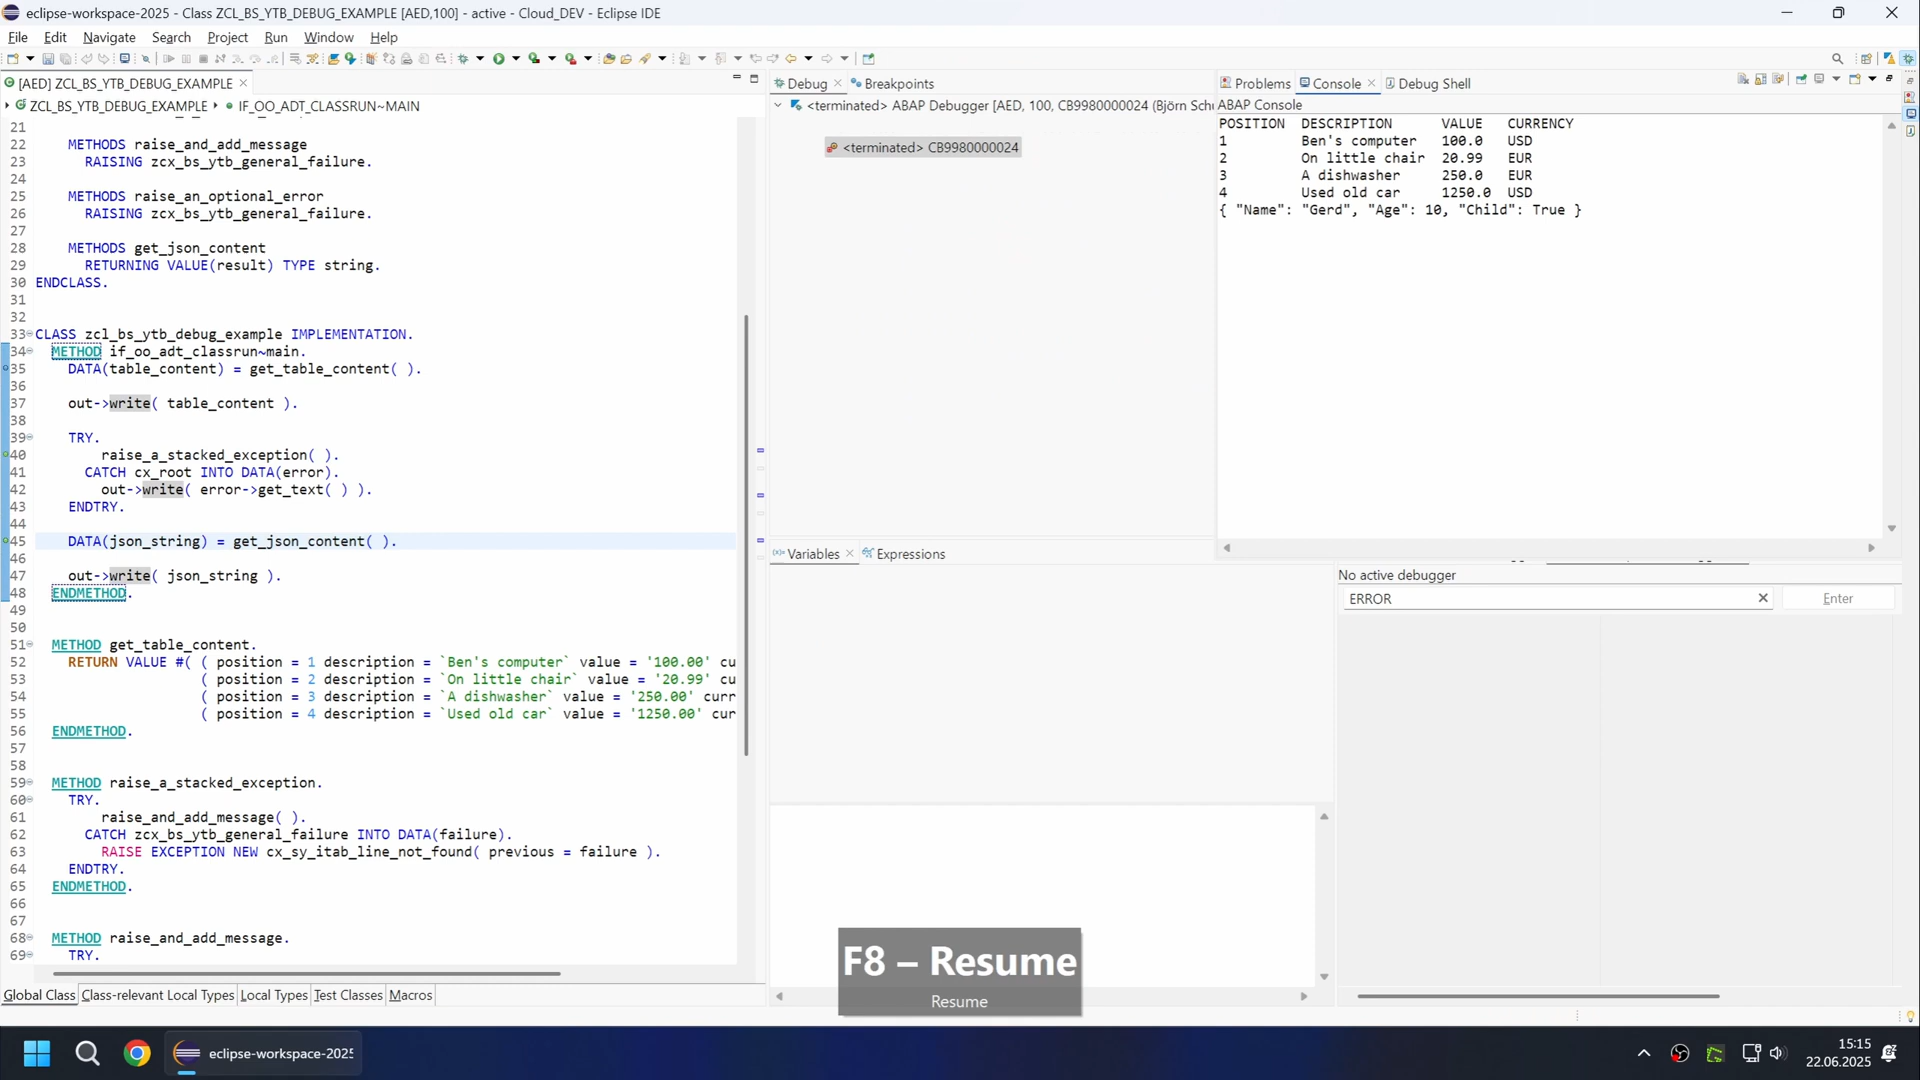 eclipse-workspace-2025 - Class ZCL_BS_YTB_DEBUG_EXAMPLE [AED,100] - active - Cloud_DEV - Eclipse IDE
File Edit Navigate Search Project Run Window Help
[AED] ZCL_BS_YTB_DEBUG_EXAMPLE
ZCL_BS_YTB_DEBUG_EXAMPLE IF_OO_ADT_CLASSRUN~MAIN
21
22 METHODS raise_and_add_message
23 RAISING zcx_bs_ytb_general_failure.
24
25 METHODS raise_an_optional_error
26 RAISING zcx_bs_ytb_general_failure.
27
28 METHODS get_json_content
29 RETURNING VALUE(result) TYPE string.
30 ENDCLASS.
31
32
33 CLASS zcl_bs_ytb_debug_example IMPLEMENTATION.
34 METHOD if_oo_adt_classrun~main.
35 DATA(table_content) = get_table_content( ).
36
37 out->write( table_content ).
38
39 TRY.
40 raise_a_stacked_exception( ).
41 CATCH cx_root INTO DATA(error).
42 out->write( error->get_text( ) ).
43 ENDTRY.
44
45 DATA(json_string) = get_json_content( ).
46
47 out->write( json_string ).
48 ENDMETHOD.
49
50
51 METHOD get_table_content.
52 RETURN VALUE #( ( position = 1 description = `Ben's computer` value = '100.00' cu
53 ( position = 2 description = `On little chair` value = '20.99' cu
54 ( position = 3 description = `A dishwasher` value = '250.00' curr
55 ( position = 4 description = `Used old car` value = '1250.00' cur
56 ENDMETHOD.
57
58
59 METHOD raise_a_stacked_exception.
60 TRY.
61 raise_and_add_message( ).
62 CATCH zcx_bs_ytb_general_failure INTO DATA(failure).
63 RAISE EXCEPTION NEW cx_sy_itab_line_not_found( previous = failure ).
64 ENDTRY.
65 ENDMETHOD.
66
67
68 METHOD raise_and_add_message.
69 TRY.
Global Class Class-relevant Local Types Local Types Test Classes Macros
Debug Breakpoints
<terminated> ABAP Debugger [AED, 100, CB9980000024 (Björn Schu
<terminated> CB9980000024
Problems Console Debug Shell
ABAP Console
POSITION DESCRIPTION VALUE CURRENCY
1 Ben's computer 100.0 USD
2 On little chair 20.99 EUR
3 A dishwasher 250.0 EUR
4 Used old car 1250.0 USD
{ "Name": "Gerd", "Age": 10, "Child": True }
Variables Expressions
No active debugger
ERROR Enter
F8 – Resume
Resume
eclipse-workspace-2025
15:15
22.06.2025